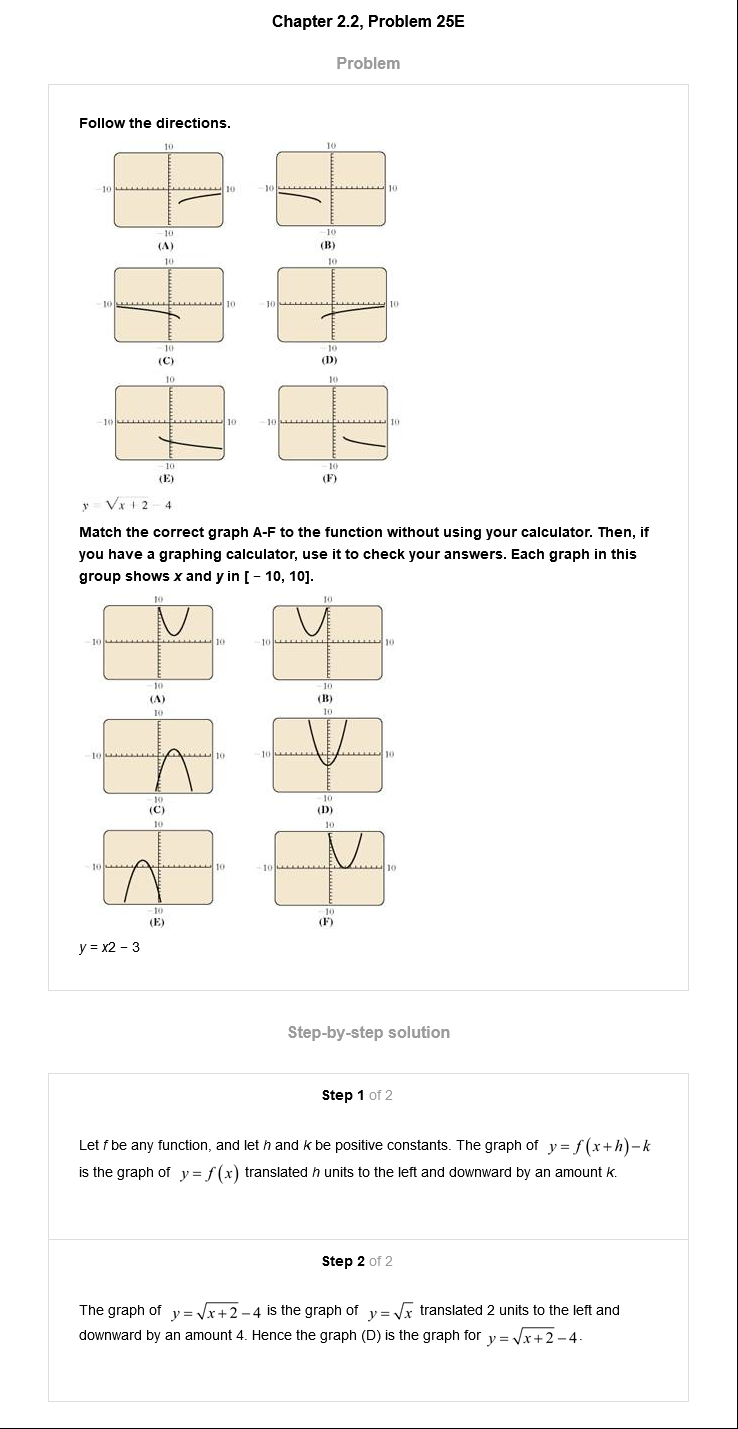 Chapter 2.2, Problem 25E
Problem
Follow the directions.
10 10
-10 10 -10 10
-10 -10
(A) (B)
10 10
-10 10 -10 10
-10 -10
(C) (D)
10 10
-10 10 -10 10
-10 -10
(E) (F)
y = √x + 2 - 4
Match the correct graph A-F to the function without using your calculator. Then, if
you have a graphing calculator, use it to check your answers. Each graph in this
group shows x and y in [ − 10, 10].
10 10
-10 10 -10 10
-10 -10
(A) (B)
10 10
-10 10 -10 10
-10 -10
(C) (D)
10 10
-10 10 -10 10
-10 -10
(E) (F)
y = x2 − 3
Step-by-step solution
Step 1 of 2
Let f be any function, and let h and k be positive constants. The graph of y = f(x+h)−k
is the graph of y = f(x) translated h units to the left and downward by an amount k.
Step 2 of 2
The graph of y = √x+2 − 4 is the graph of y = √x translated 2 units to the left and
downward by an amount 4. Hence the graph (D) is the graph for y = √x+2 − 4.